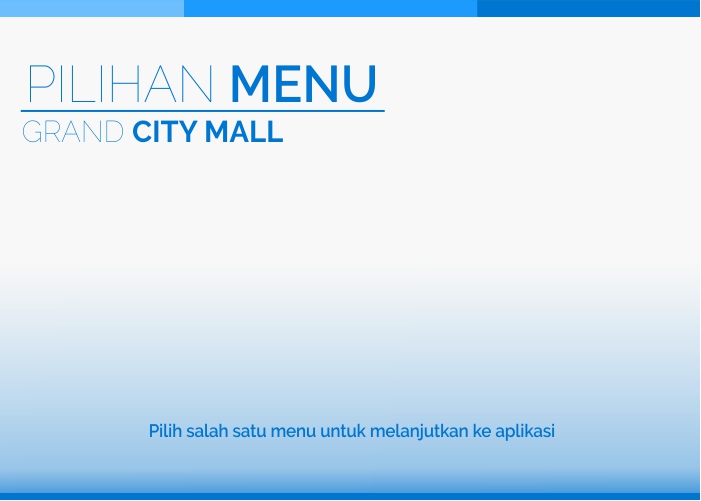 PILIHAN MENU
GRAND CITY MALL
Pilih salah satu menu untuk melanjutkan ke aplikasi